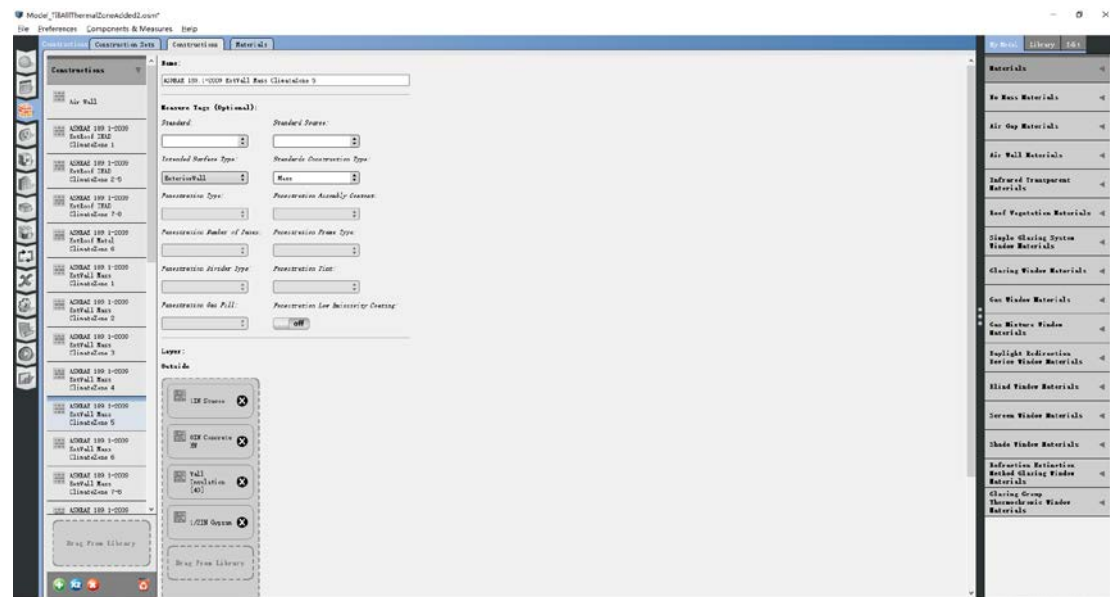 Model_TiBAllThermalZoneAdded2.osm*
File Preferences Components & Measures Help
Constructions
Construction Sets
Constructions
Materials
My Model
Library
Edit
Constructions
Air Wall
ASHRAE 189.1-2009
ExtRoof IEAD
ClimateZone 1
ASHRAE 189.1-2009
ExtRoof IEAD
ClimateZone 2-5
ASHRAE 189.1-2009
ExtRoof IEAD
ClimateZone 7-8
ASHRAE 189.1-2009
ExtRoof Metal
ClimateZone 6
ASHRAE 189.1-2009
ExtWall Mass
ClimateZone 1
ASHRAE 189.1-2009
ExtWall Mass
ClimateZone 2
ASHRAE 189.1-2009
ExtWall Mass
ClimateZone 3
ASHRAE 189.1-2009
ExtWall Mass
ClimateZone 4
ASHRAE 189.1-2009
ExtWall Mass
ClimateZone 5
ASHRAE 189.1-2009
ExtWall Mass
ClimateZone 6
ASHRAE 189.1-2009
ExtWall Mass
ClimateZone 7-8
ASHRAE 189.1-2009
Drag From Library
Name:
ASHRAE 189.1-2009 ExtWall Mass ClimateZone 5
Measure Tags (Optional):
Standard:
Standard Source:
Intended Surface Type:
Standards Construction Type:
ExteriorWall
Mass
Fenestration Type:
Fenestration Assembly Context:
Fenestration Number of Panes:
Fenestration Frame Type:
Fenestration Divider Type
Fenestration Tint:
Fenestration Gas Fill:
Fenestration Low Emissivity Coating:
off
Layer:
Outside
1IN Stucco
8IN Concrete
HW
Wall
Insulation
[40]
1/2IN Gypsum
Drag From Library
Materials
No Mass Materials
Air Gap Materials
Air Wall Materials
Infrared Transparent
Materials
Roof Vegetation Materials
Simple Glazing System
Window Materials
Glazing Window Materials
Gas Window Materials
Gas Mixture Window
Materials
Daylight Redirection
Device Window Materials
Blind Window Materials
Screen Window Materials
Shade Window Materials
Refraction Extinction
Method Glazing Window
Materials
Glazing Group
Thermochromic Window
Materials